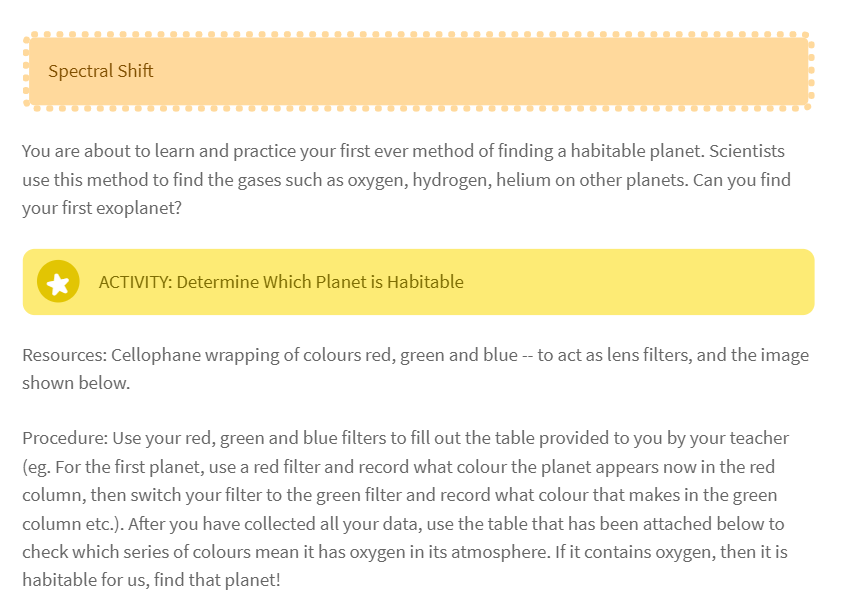 Spectral Shift
You are about to learn and practice your first ever method of finding a habitable planet. Scientists
use this method to find the gases such as oxygen, hydrogen, helium on other planets. Can you find
your first exoplanet?
ACTIVITY: Determine Which Planet is Habitable
Resources: Cellophane wrapping of colours red, green and blue -- to act as lens filters, and the image
shown below.
Procedure: Use your red, green and blue filters to fill out the table provided to you by your teacher
(eg. For the first planet, use a red filter and record what colour the planet appears now in the red
column, then switch your filter to the green filter and record what colour that makes in the green
column etc.). After you have collected all your data, use the table that has been attached below to
check which series of colours mean it has oxygen in its atmosphere. If it contains oxygen, then it is
habitable for us, find that planet!